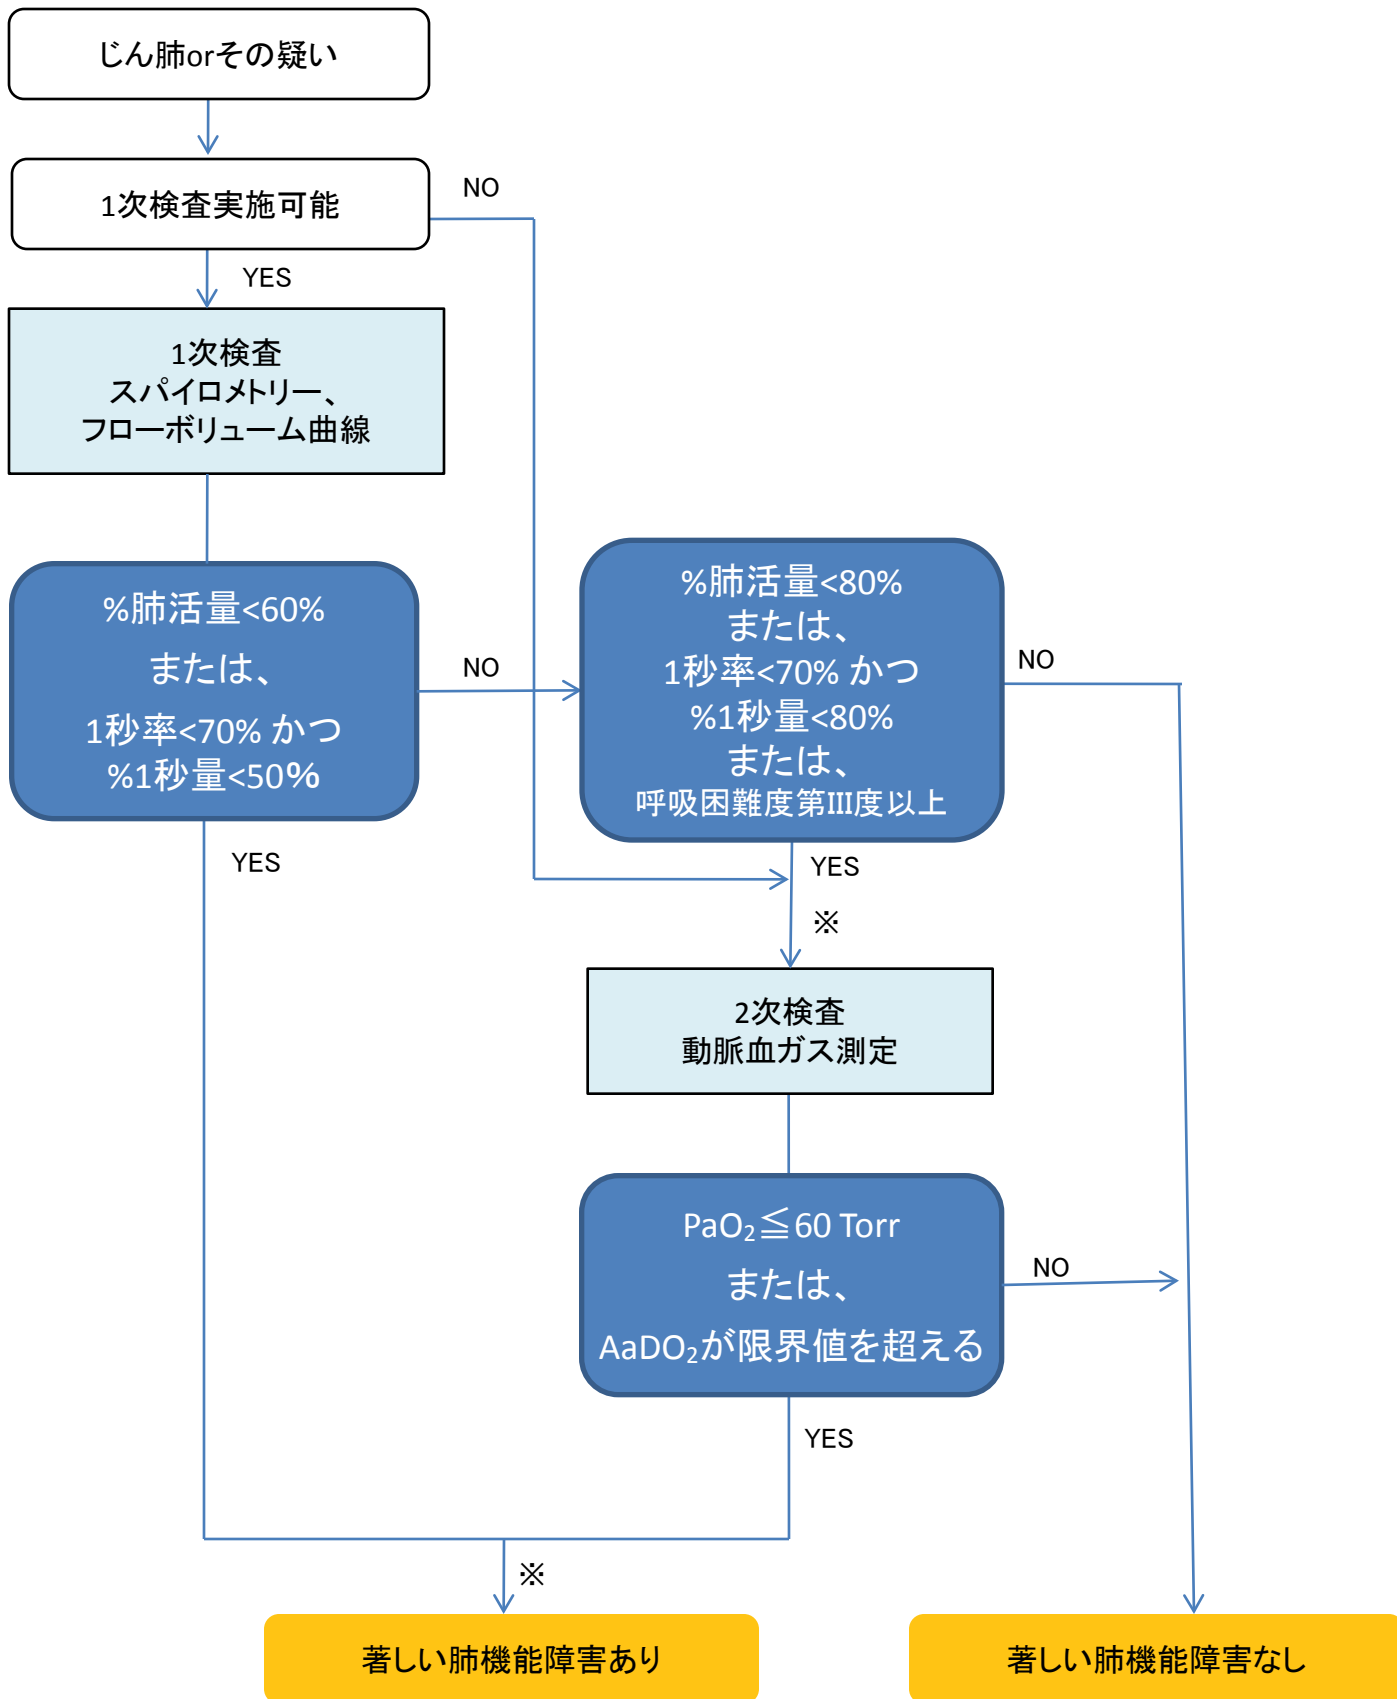 じん肺orその疑い
1次検査実施可能
NO
YES
1次検査
スパイロメトリー、
フローボリューム曲線
%肺活量<60%
または、
1秒率<70% かつ
%1秒量<50%
NO
YES
%肺活量<80%
または、
1秒率<70% かつ
%1秒量<80%
または、
呼吸困難度第III度以上
NO
YES
※
2次検査
動脈血ガス測定
PaO₂≦60 Torr
または、
AaDO₂が限界値を超える
NO
YES
※
著しい肺機能障害あり
著しい肺機能障害なし